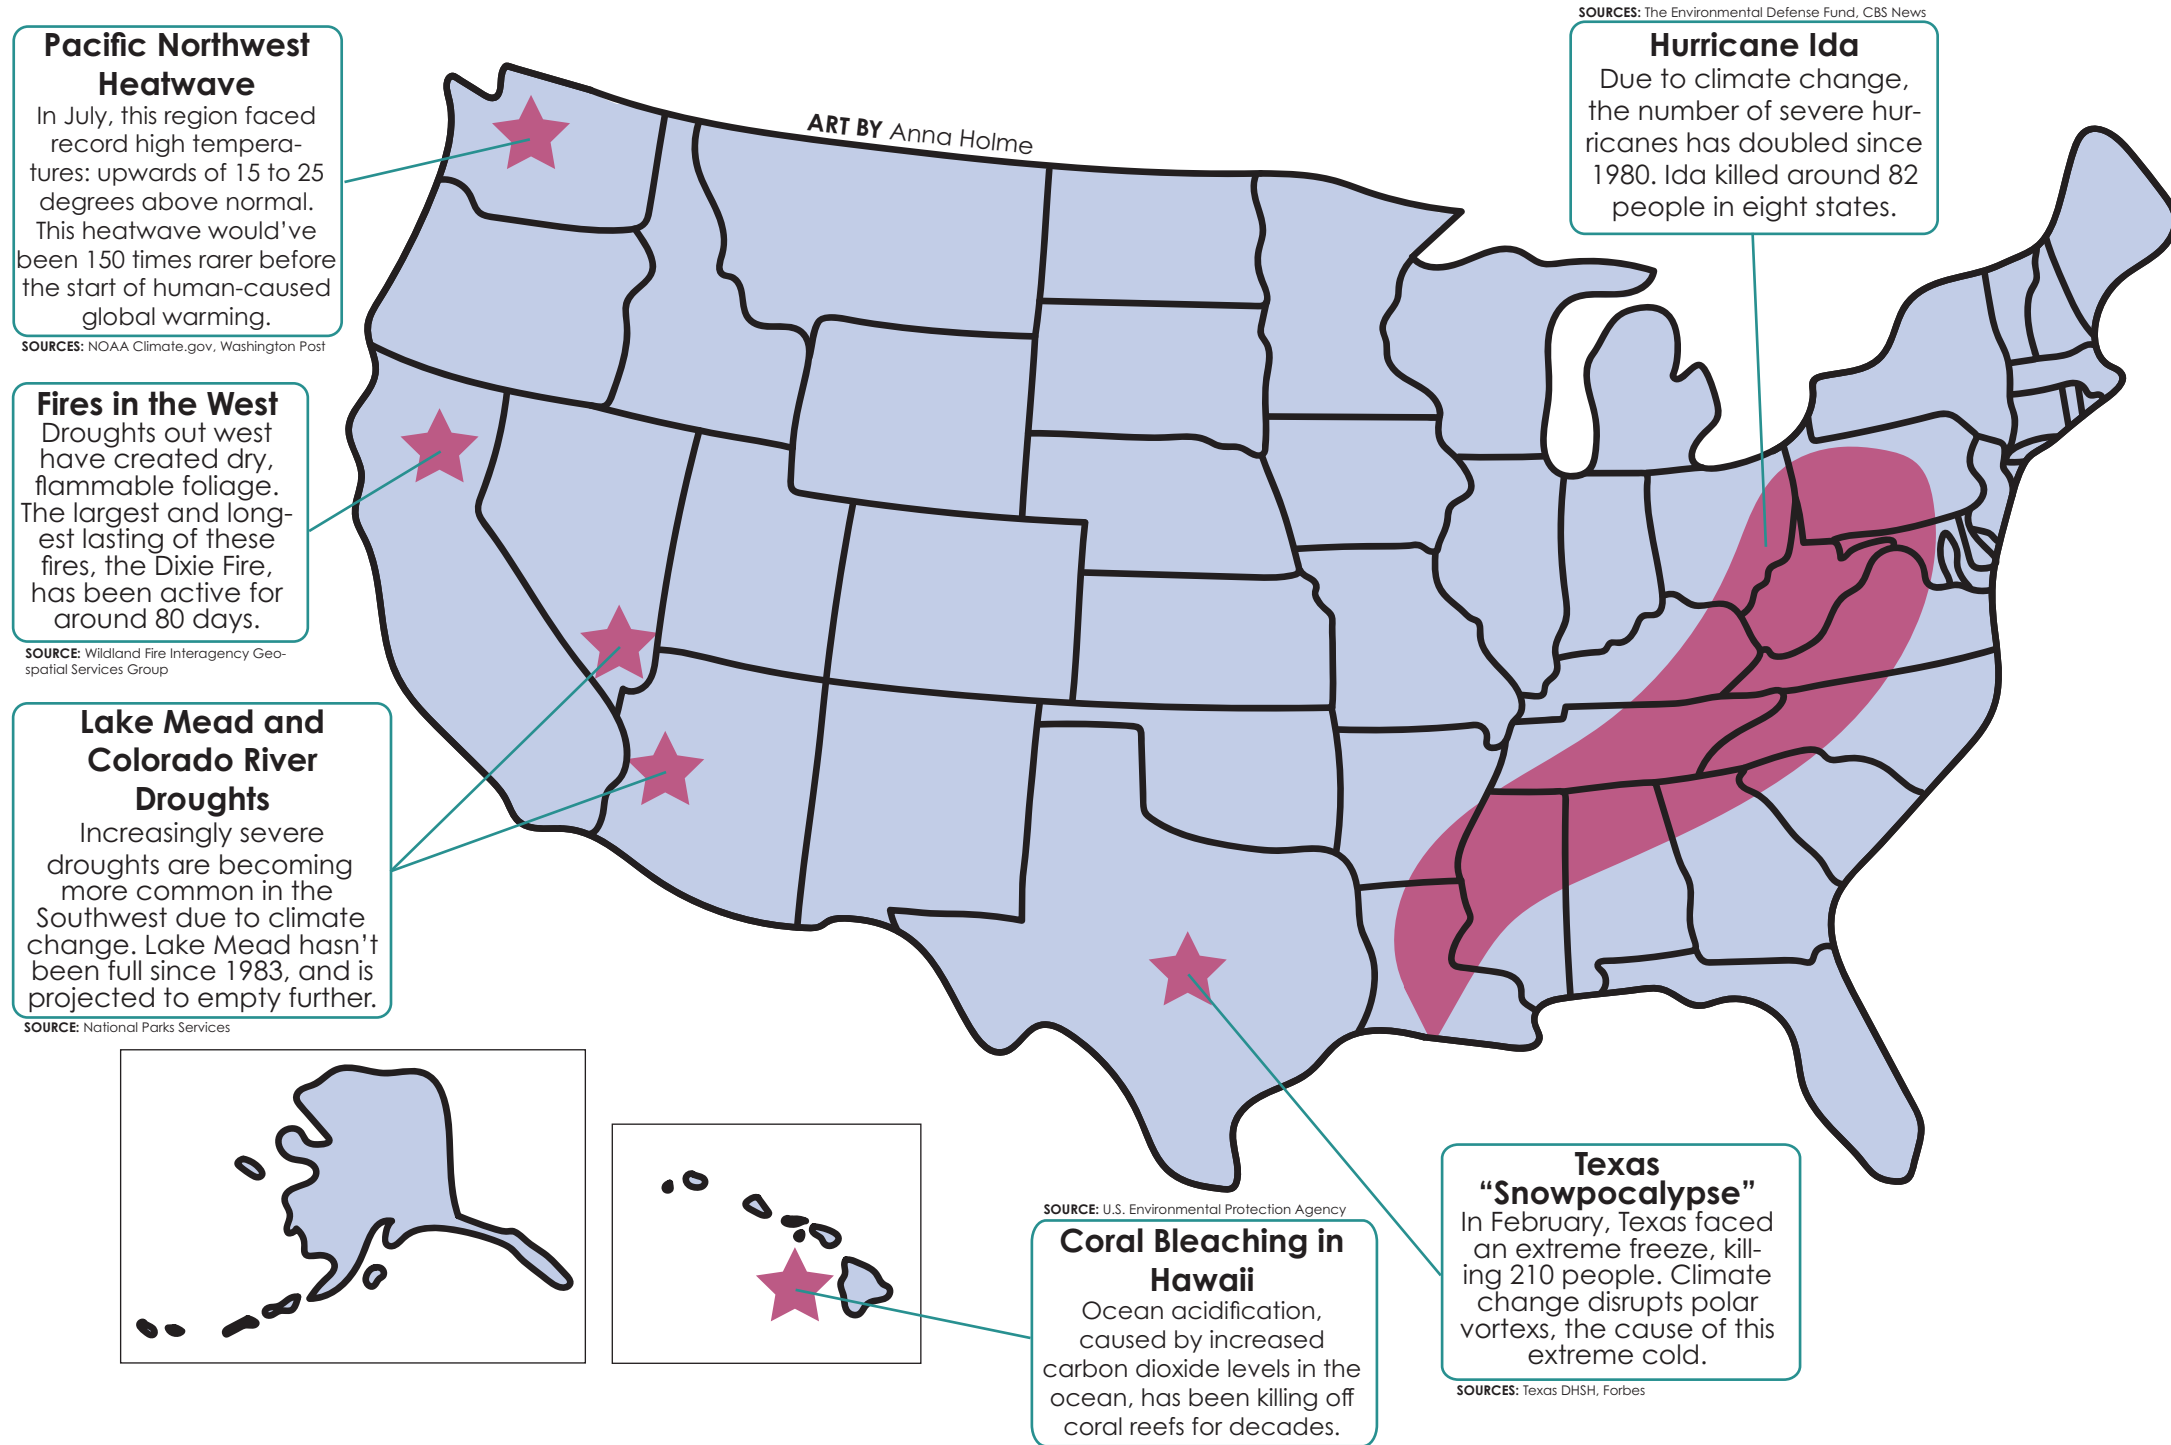 Pacific Northwest
Heatwave
In July, this region faced
record high tempera-
tures: upwards of 15 to 25
degrees above normal.
This heatwave would've
been 150 times rarer before
the start of human-caused
global warming.
SOURCES: NOAA Climate.gov, Washington Post
Fires in the West
Droughts out west
have created dry,
flammable foliage.
The largest and long-
est lasting of these
fires, the Dixie Fire,
has been active for
around 80 days.
SOURCE: Wildland Fire Interagency Geo-
spatial Services Group
Lake Mead and
Colorado River
Droughts
Increasingly severe
droughts are becoming
more common in the
Southwest due to climate
change. Lake Mead hasn't
been full since 1983, and is
projected to empty further.
SOURCE: National Parks Services
ART BY Anna Holme
SOURCES: The Environmental Defense Fund, CBS News
Hurricane Ida
Due to climate change,
the number of severe hur-
ricanes has doubled since
1980. Ida killed around 82
people in eight states.
SOURCE: U.S. Environmental Protection Agency
Coral Bleaching in
Hawaii
Ocean acidification,
caused by increased
carbon dioxide levels in the
ocean, has been killing off
coral reefs for decades.
Texas
“Snowpocalypse”
In February, Texas faced
an extreme freeze, kill-
ing 210 people. Climate
change disrupts polar
vortexs, the cause of this
extreme cold.
SOURCES: Texas DHSH, Forbes